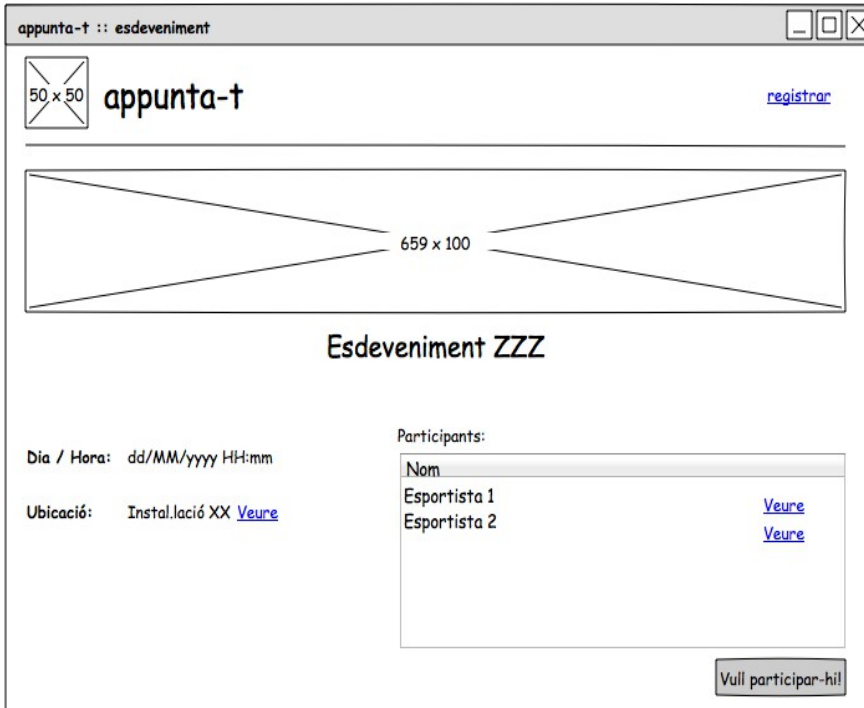 appunta-t :: esdeveniment
50 x 50
appunta-t
registrar
659 x 100
Esdeveniment ZZZ
Dia / Hora: dd/MM/yyyy HH:mm
Ubicació: Instal.lació XX Veure
Participants:
Nom
Esportista 1 Veure
Esportista 2 Veure
Vull participar-hi!